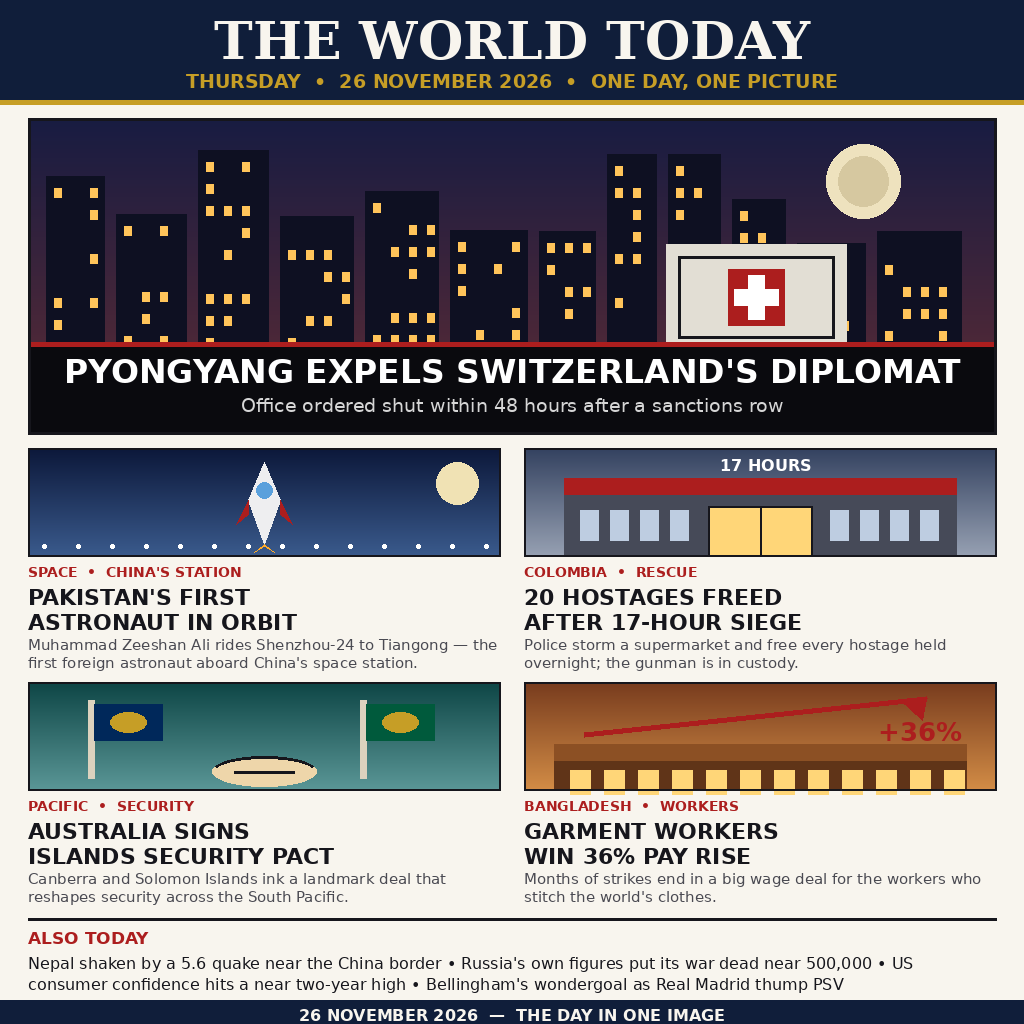 THE WORLD TODAY
THURSDAY • 26 NOVEMBER 2026 • ONE DAY, ONE PICTURE
PYONGYANG EXPELS SWITZERLAND'S DIPLOMAT
Office ordered shut within 48 hours after a sanctions row
SPACE • CHINA'S STATION
PAKISTAN'S FIRST
ASTRONAUT IN ORBIT
Muhammad Zeeshan Ali rides Shenzhou-24 to Tiangong — the
first foreign astronaut aboard China's space station.
17 HOURS
COLOMBIA • RESCUE
20 HOSTAGES FREED
AFTER 17-HOUR SIEGE
Police storm a supermarket and free every hostage held
overnight; the gunman is in custody.
PACIFIC • SECURITY
AUSTRALIA SIGNS
ISLANDS SECURITY PACT
Canberra and Solomon Islands ink a landmark deal that
reshapes security across the South Pacific.
+36%
BANGLADESH • WORKERS
GARMENT WORKERS
WIN 36% PAY RISE
Months of strikes end in a big wage deal for the workers who
stitch the world's clothes.
ALSO TODAY
Nepal shaken by a 5.6 quake near the China border • Russia's own figures put its war dead near 500,000 • US
consumer confidence hits a near two-year high • Bellingham's wondergoal as Real Madrid thump PSV
26 NOVEMBER 2026 — THE DAY IN ONE IMAGE